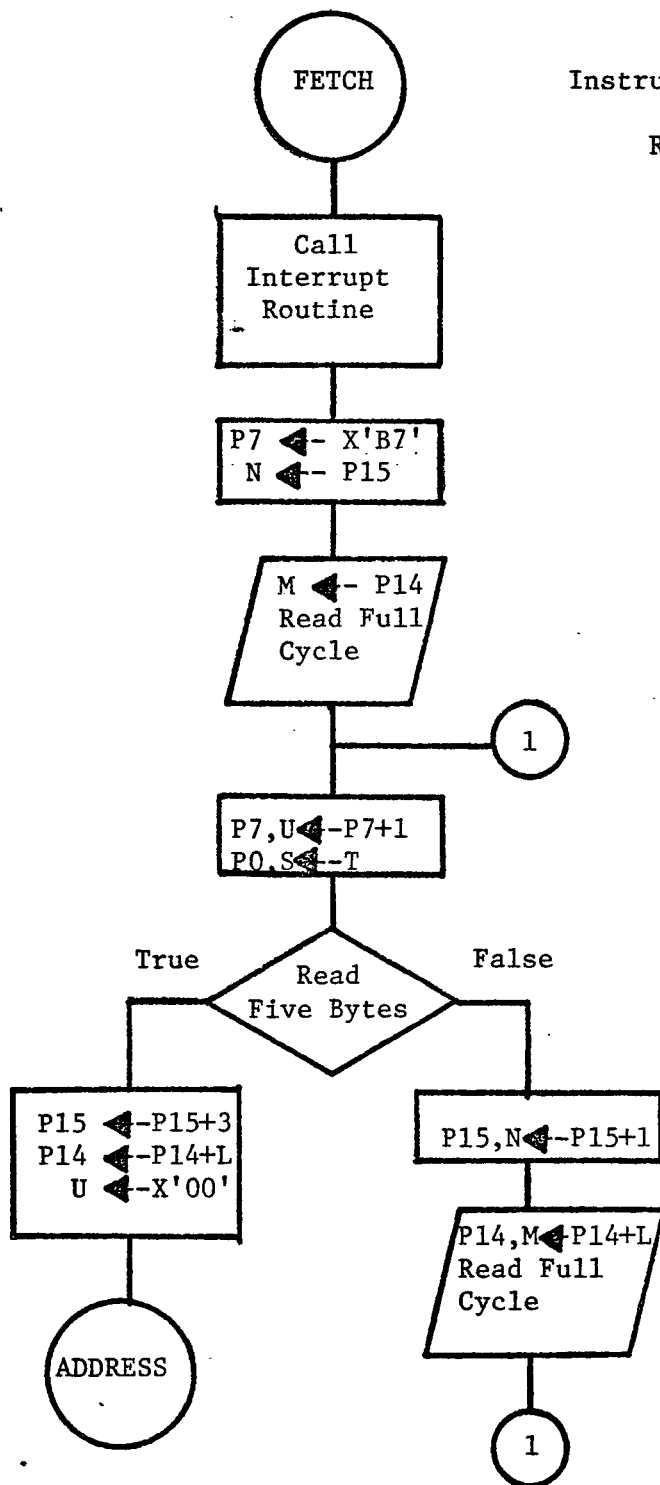 FETCH
Call
Interrupt
Routine
P7 ◄-- X'B7'
N ◄-- P15
M ◄-- P14
Read Full
Cycle
1
P7,U◄--P7+1
P0,S◄--T
True
Read
Five Bytes
False
P15 ◄--P15+3
P14 ◄--P14+L
U ◄--X'00'
P15,N◄--P15+1
P14,M◄-P14+L
Read Full
Cycle
ADDRESS
1